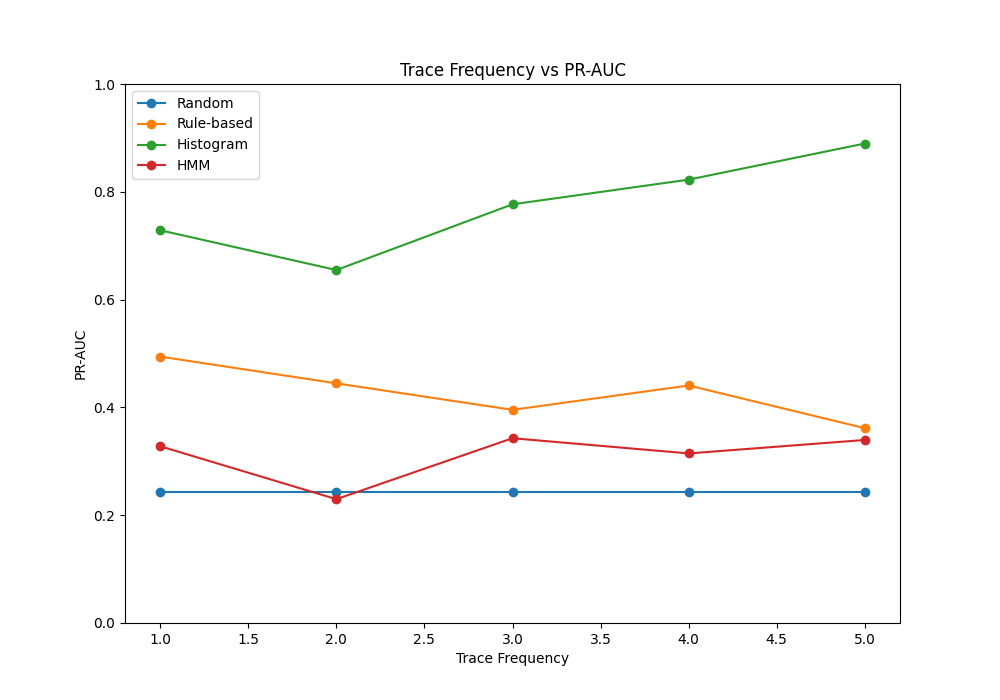 Trace Frequency vs PR-AUC
Random
Rule-based
Histogram
HMM
PR-AUC
1.0
0.8
0.6
0.4
0.2
0.0
1.0 1.5 2.0 2.5 3.0 3.5 4.0 4.5 5.0
Trace Frequency